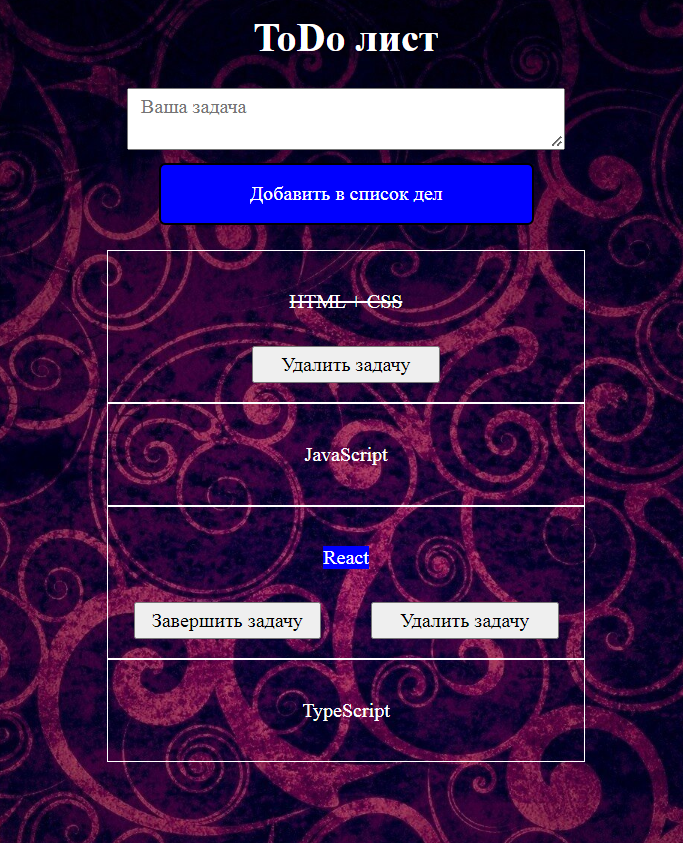 ToDo лист
Ваша задача
Добавить в список дел
HTML + CSS
Удалить задачу
JavaScript
React
Завершить задачу Удалить задачу
TypeScript